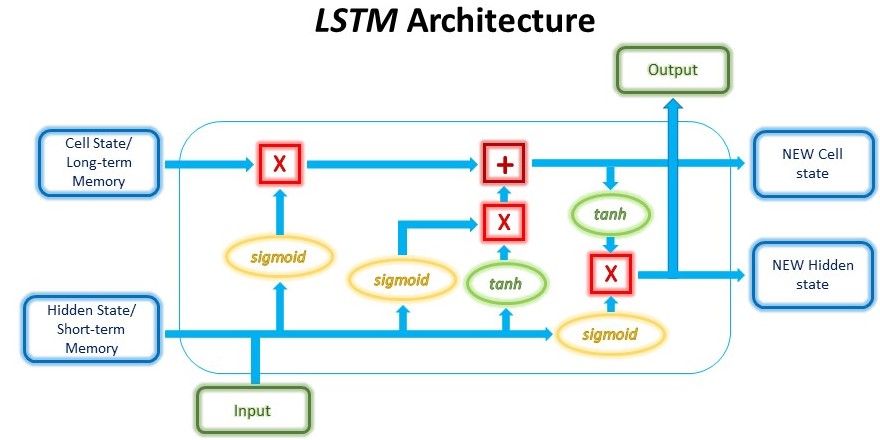 LSTM Architecture
Output
Cell State/
Long-term
Memory
X
+
NEW Cell
state
tanh
X
sigmoid
sigmoid
tanh
X
NEW Hidden
state
Hidden State/
Short-term
Memory
sigmoid
Input